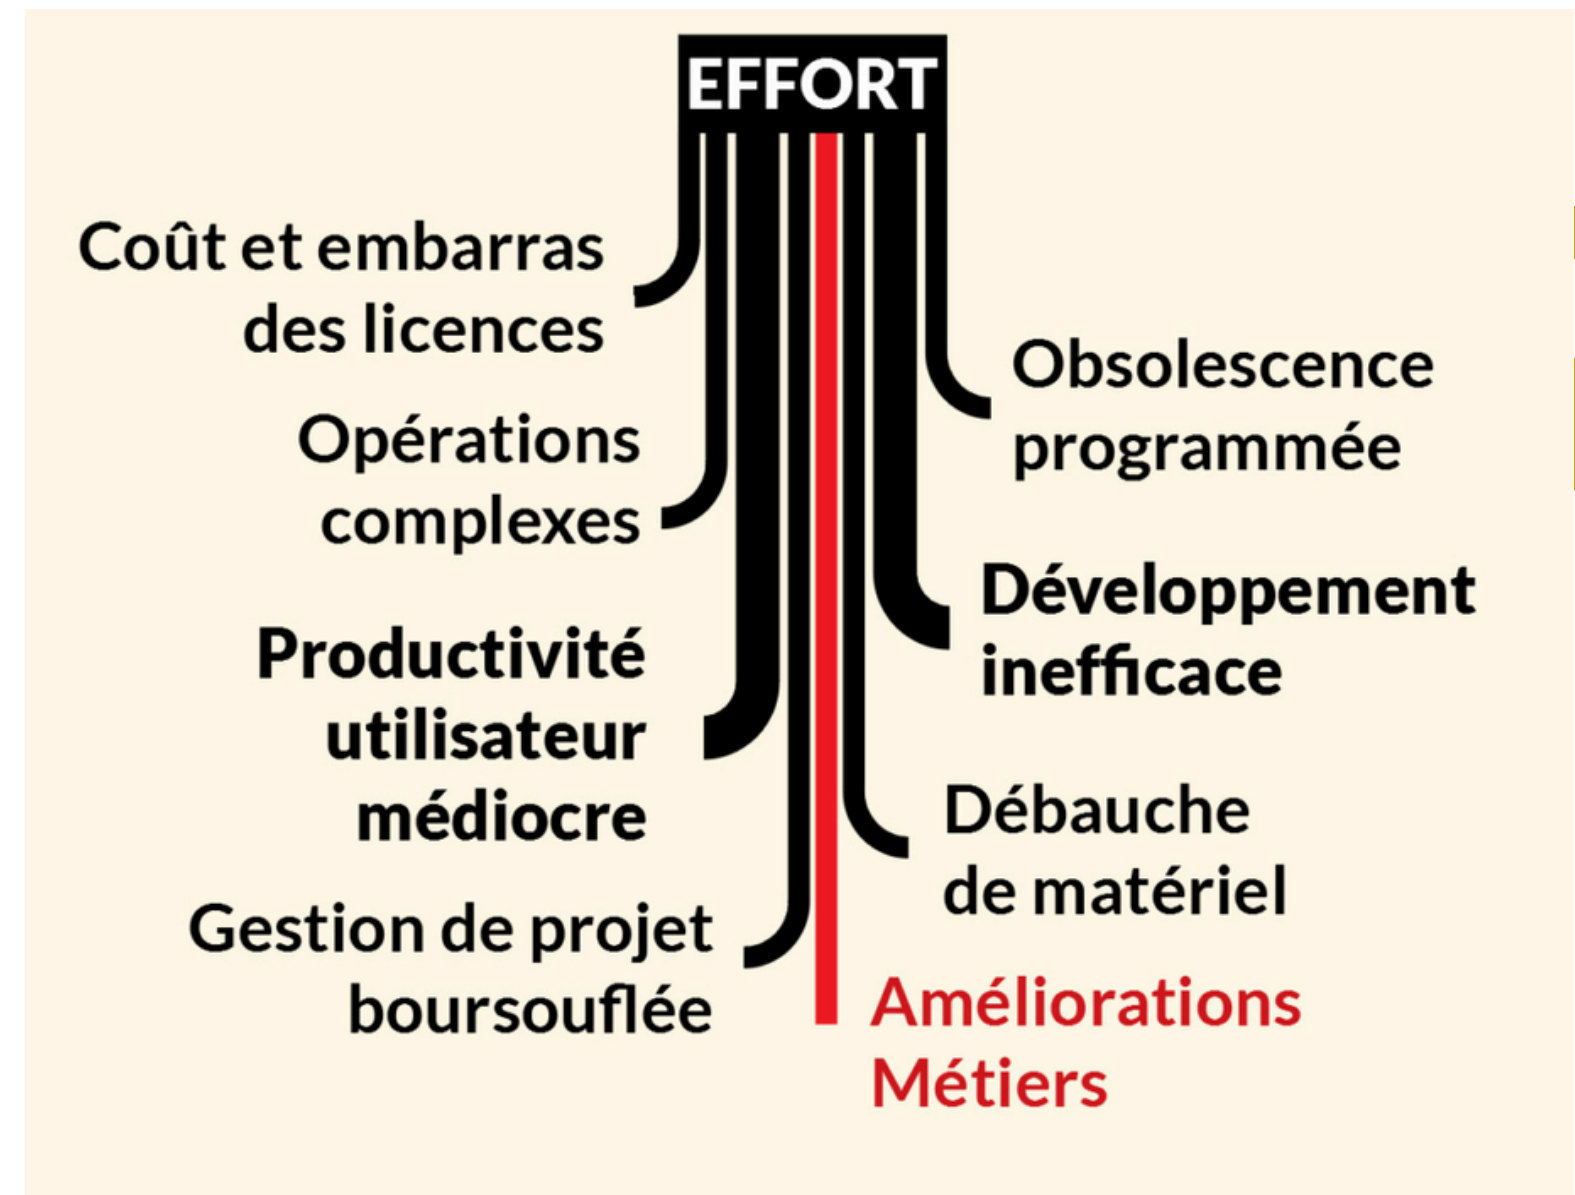 EFFORT
Coût et embarras
des licences
Obsolescence
programmée
Opérations
complexes
Développement
inefficace
Productivité
utilisateur
médiocre
Débauche
de matériel
Gestion de projet
boursouflée
Améliorations
Métiers